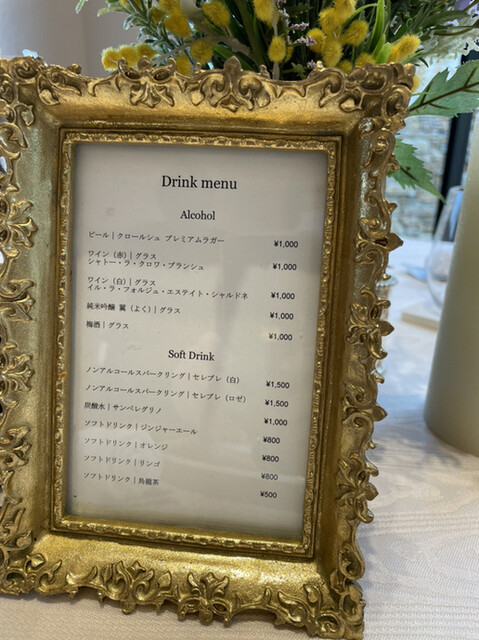 Drink menu
Alcohol
ビール | クロールシュ プレミアムラガー ¥1,000
ワイン (赤) | グラス
シャトー・ラ・クロワ・ブランシュ ¥1,000
ワイン (白) | グラス
イル・ラ・フォルジュ・エステイト・シャルドネ ¥1,000
純米吟醸 翼 (よく) | グラス ¥1,000
梅酒 | グラス ¥1,000
Soft Drink
ノンアルコールスパークリング | セレブレ (白) ¥1,500
ノンアルコールスパークリング | セレブレ (ロゼ) ¥1,500
炭酸水 | サンペレグリノ ¥1,000
ソフトドリンク | ジンジャーエール ¥800
ソフトドリンク | オレンジ ¥800
ソフトドリンク | リンゴ ¥800
ソフトドリンク | 烏龍茶 ¥500